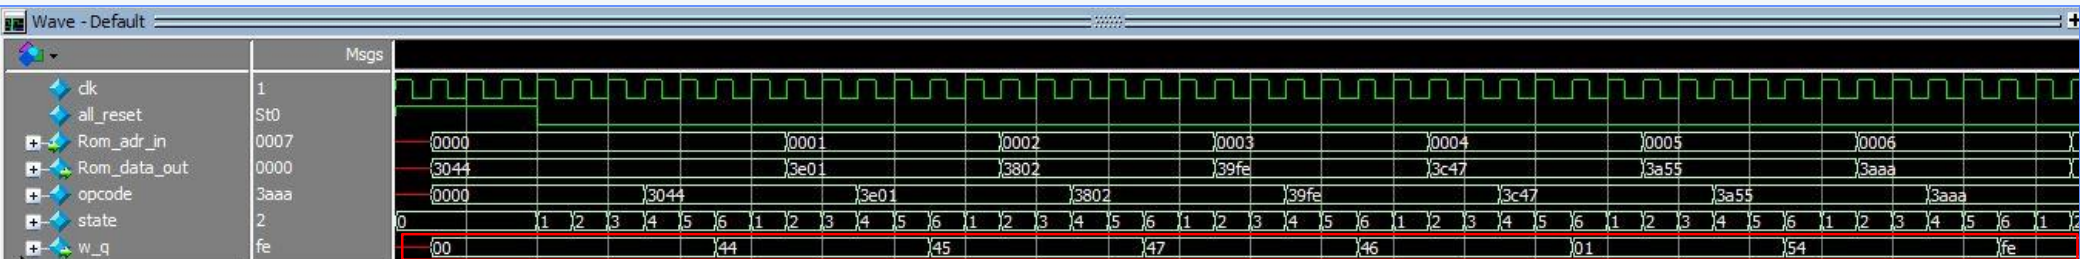 Wave - Default
Msgs
clk 1
all_reset St0
Rom_adr_in 0007 0000 0001 0002 0003 0004 0005 0006
Rom_data_out 0000 3044 3e01 3802 39fe 3c47 3a55 3aaa
opcode 3aaa 0000 3044 3e01 3802 39fe 3c47 3a55 3aaa
state 2 0 1 2 3 4 5 6 1 2 3 4 5 6 1 2 3 4 5 6 1 2 3 4 5 6 1 2 3 4 5 6 1 2 3 4 5 6 1 2 3 4 5 6 1 2
w_q fe 00 44 45 47 46 01 54 fe